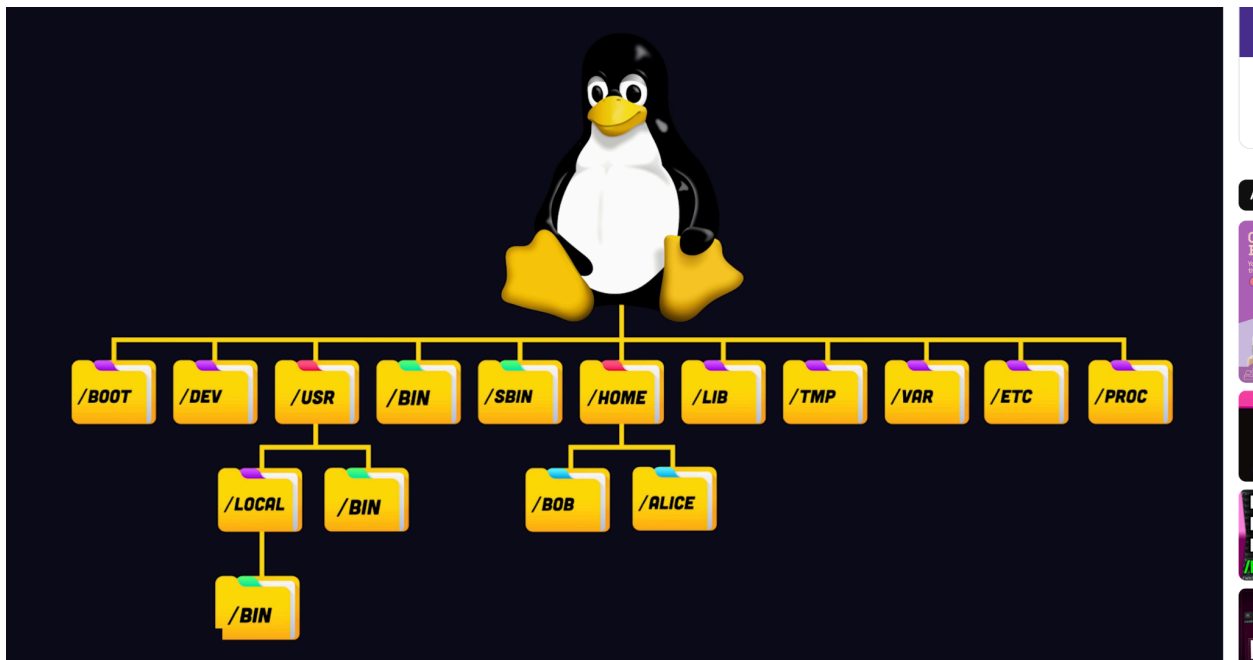 /BOOT
/DEV
/USR
/BIN
/SBIN
/HOME
/LIB
/TMP
/VAR
/ETC
/PROC
/LOCAL
/BIN
/BOB
/ALICE
/BIN